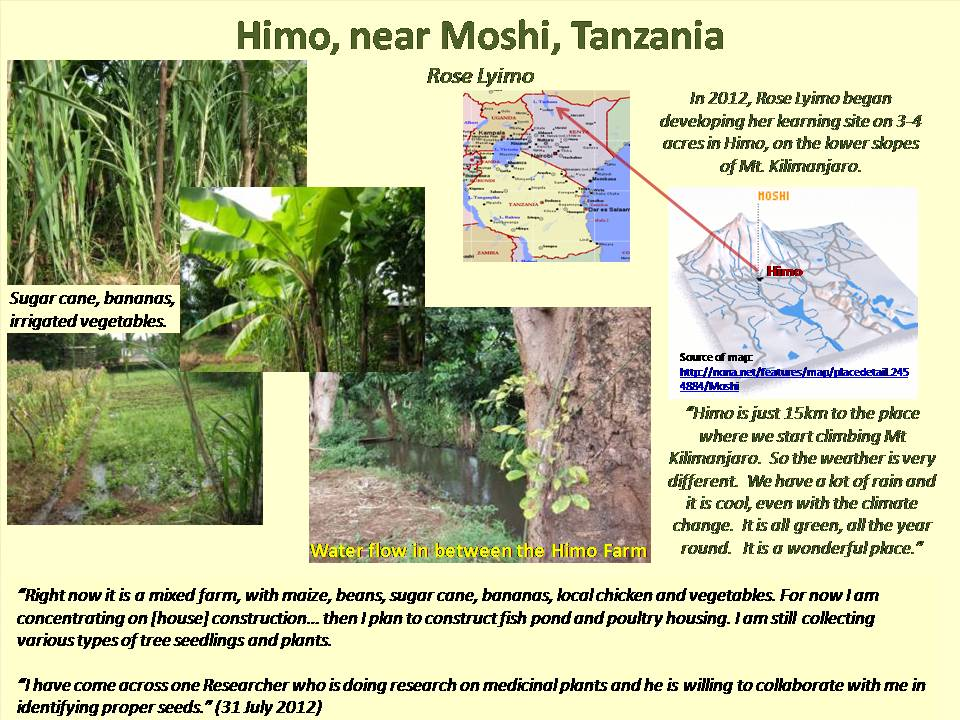 Himo, near Moshi, Tanzania
Rose Lyimo
In 2012, Rose Lyimo began
developing her learning site on 3-4
acres in Himo, on the lower slopes
of Mt. Kilimanjaro.
UGANDA
Kampala
KENYA
Nairobi
Mombasa
TANZANIA
Dar es Salaam
ZAMBIA
MOSHI
Himo
Source of map:
http://nona.net/features/map/placedetail.245
4884/Moshi
Sugar cane, bananas,
irrigated vegetables.
Water flow in between the Himo Farm
“Himo is just 15km to the place
where we start climbing Mt
Kilimanjaro.  So the weather is very
different.  We have a lot of rain and
it is cool, even with the climate
change.  It is all green, all the year
round.   It is a wonderful place.”
“Right now it is a mixed farm, with maize, beans, sugar cane, bananas, local chicken and vegetables. For now I am
concentrating on [house] construction... then I plan to construct fish pond and poultry housing. I am still collecting
various types of tree seedlings and plants.
“I have come across one Researcher who is doing research on medicinal plants and he is willing to collaborate with me in
identifying proper seeds.” (31 July 2012)